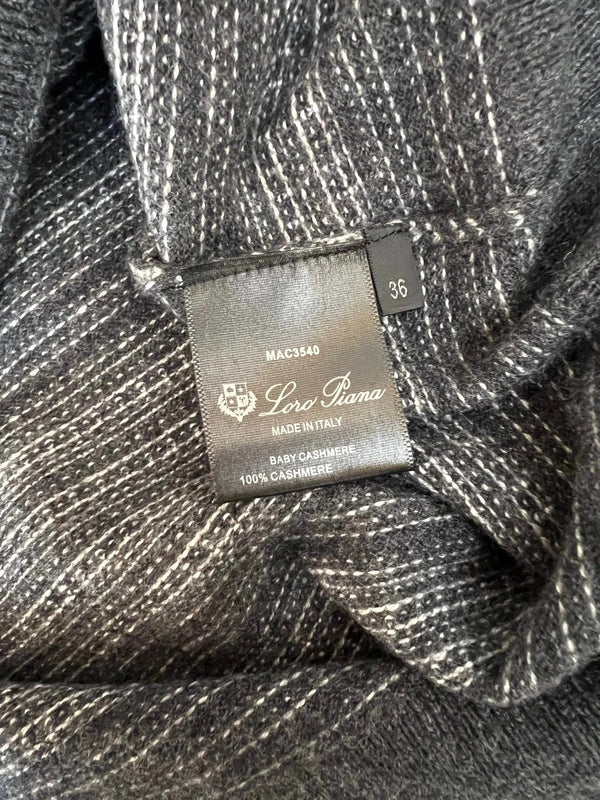 36
MAC3540
Loro Piana
MADE IN ITALY
BABY CASHMERE
100% CASHMERE